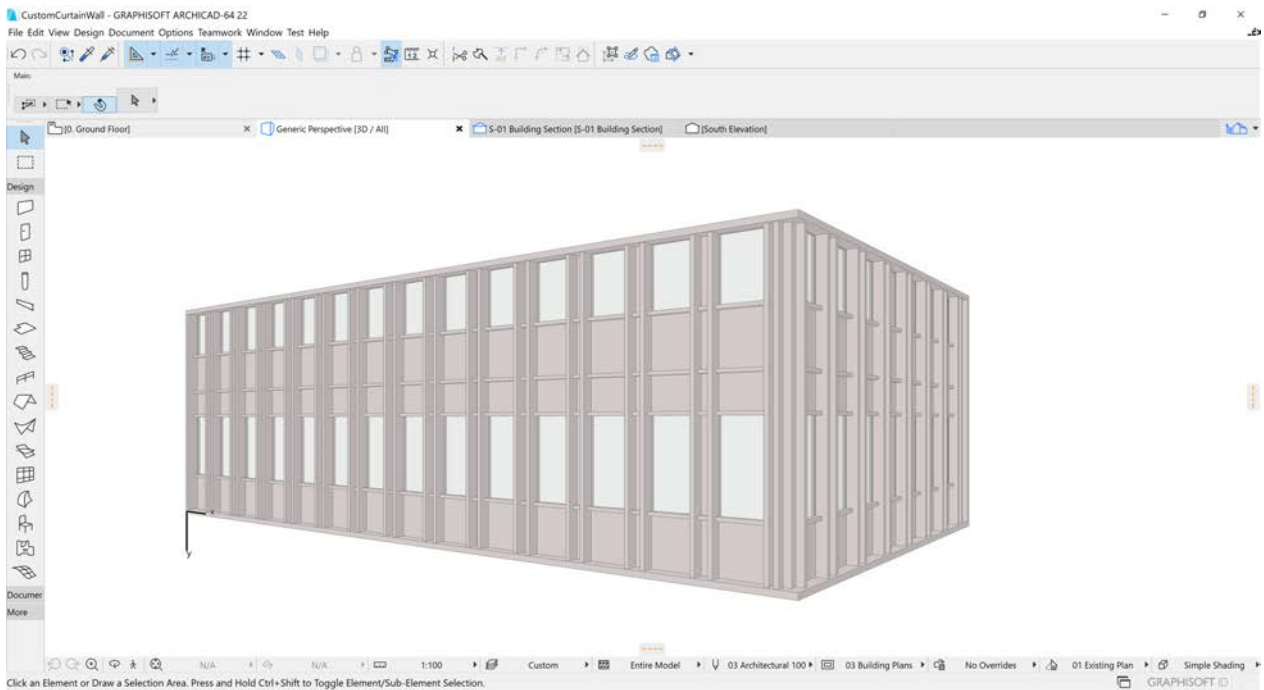 CustomCurtainWall - GRAPHISOFT ARCHICAD-64 22
File Edit View Design Document Options Teamwork Window Test Help
Main:
[0. Ground Floor]
Generic Perspective [3D / All]
S-01 Building Section [S-01 Building Section]
[South Elevation]
Design
x
y
Documen
More
N/A
N/A
1:100
Custom
Entire Model
03 Architectural 100
03 Building Plans
No Overrides
01 Existing Plan
Simple Shading
Click an Element or Draw a Selection Area. Press and Hold Ctrl+Shift to Toggle Element/Sub-Element Selection.
GRAPHISOFT ID